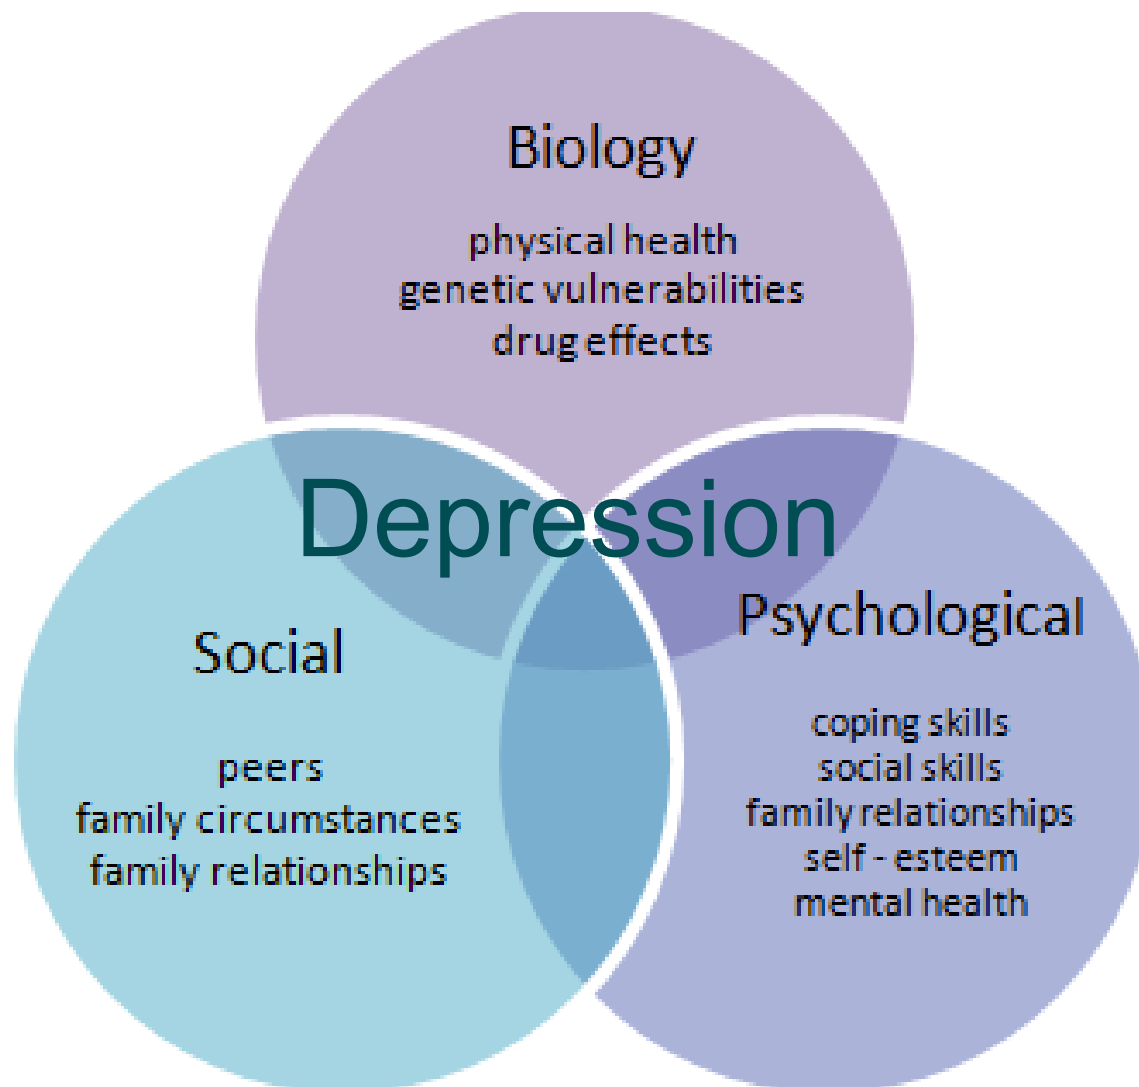 Biology
physical health
genetic vulnerabilities
drug effects
Depression
Social
peers
family circumstances
family relationships
Psychological
coping skills
social skills
family relationships
self - esteem
mental health